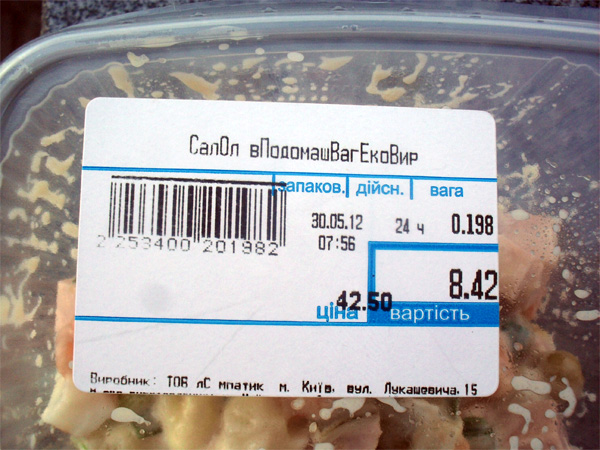 СалОл вПодомашВагЕкоВир
запаков. дійсн. вага
30.05.12 24 ч 0.198
07:56
2 253400 201982
8.42
42.50
ціна вартість
Виробник: ТОВ лС мпатик м. Київ, вул. Лукашевича.15